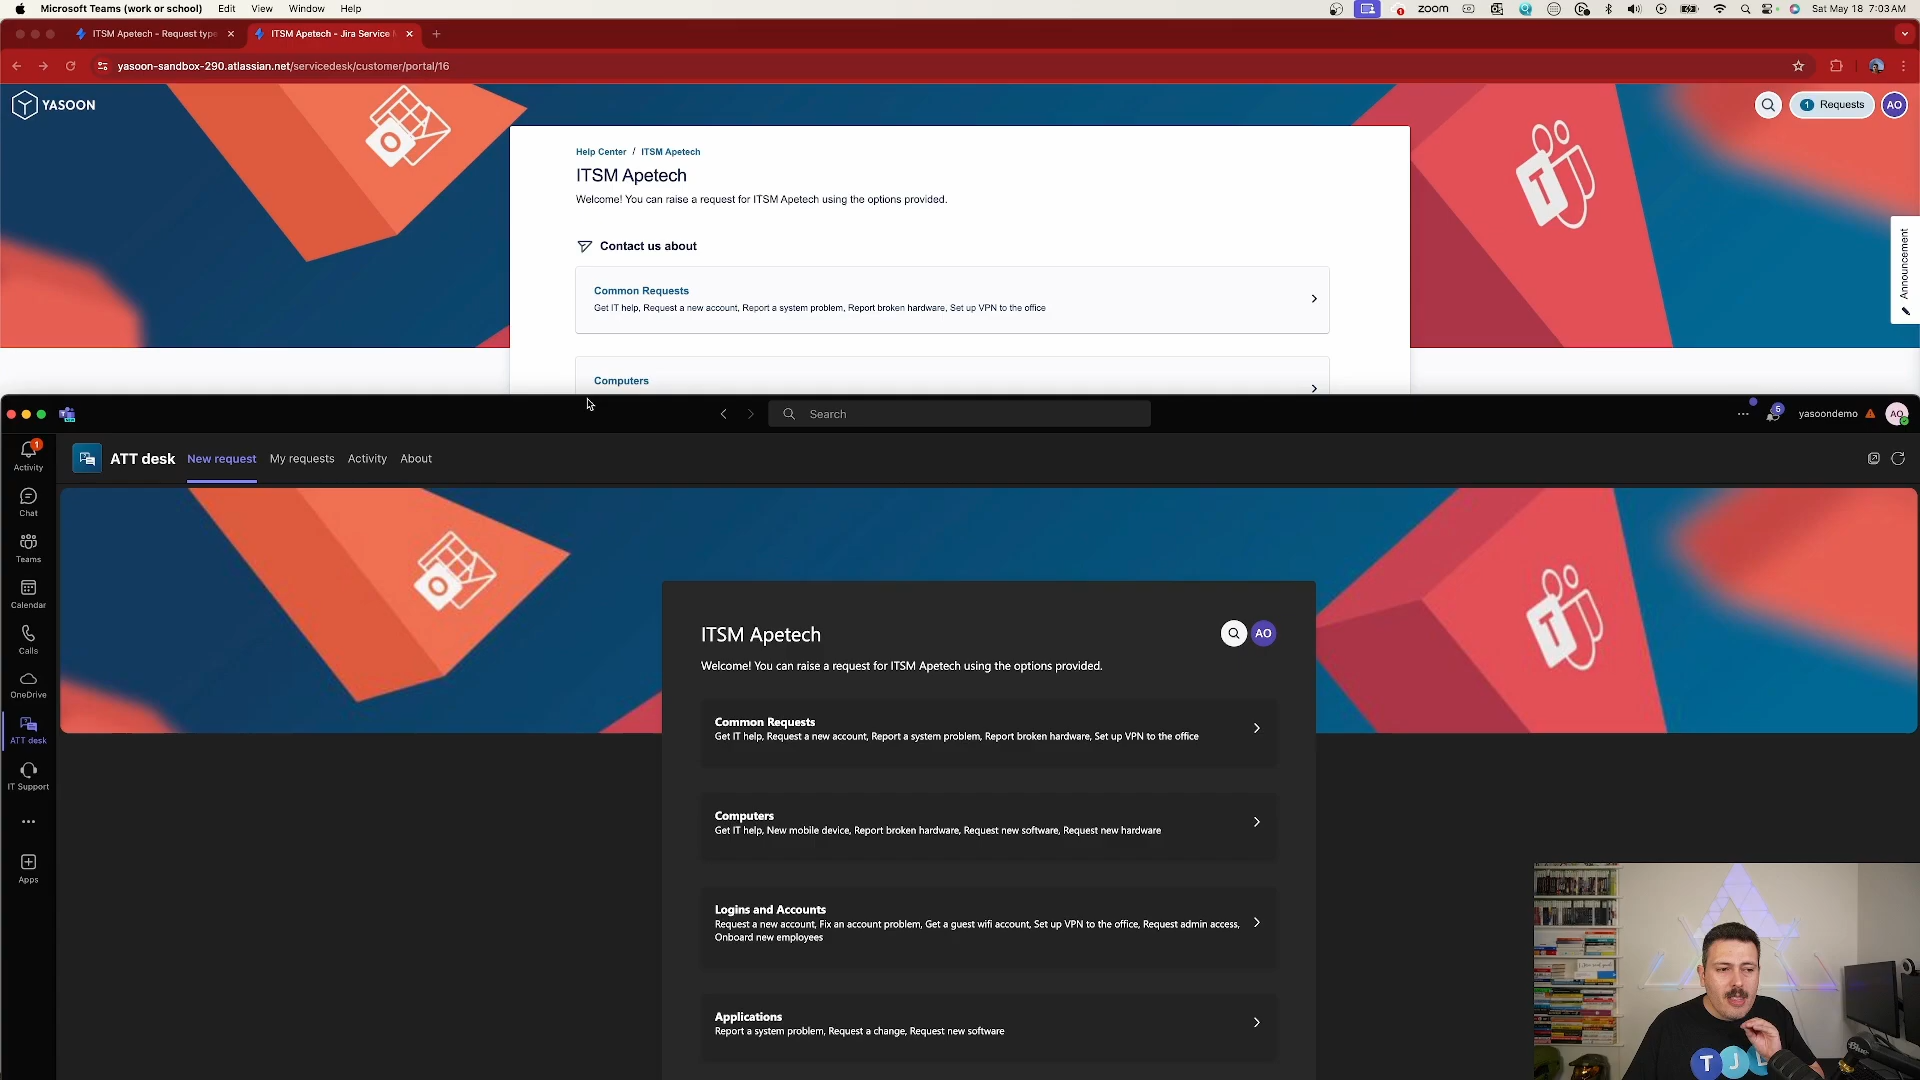 Microsoft Teams (work or school) Edit View Window Help
zoom
Sat May 18 7:03 AM
ITSM Apetech - Request type
ITSM Apetech - Jira Service
yasoon-sandbox-290.atlassian.net/servicedesk/customer/portal/16
YASOON
1 Requests
AO
Help Center / ITSM Apetech
ITSM Apetech
Welcome! You can raise a request for ITSM Apetech using the options provided.
Contact us about
Common Requests
Get IT help, Request a new account, Report a system problem, Report broken hardware, Set up VPN to the office
Computers
Announcement
Search
5
yasoondemo
AO
1
Activity
Chat
Teams
Calendar
Calls
OneDrive
ATT desk
IT Support
Apps
ATT desk
New request
My requests
Activity
About
ITSM Apetech
AO
Welcome! You can raise a request for ITSM Apetech using the options provided.
Common Requests
Get IT help, Request a new account, Report a system problem, Report broken hardware, Set up VPN to the office
Computers
Get IT help, New mobile device, Report broken hardware, Request new software, Request new hardware
Logins and Accounts
Request a new account, Fix an account problem, Get a guest wifi account, Set up VPN to the office, Request admin access,
Onboard new employees
Applications
Report a system problem, Request a change, Request new software
T J
Blue